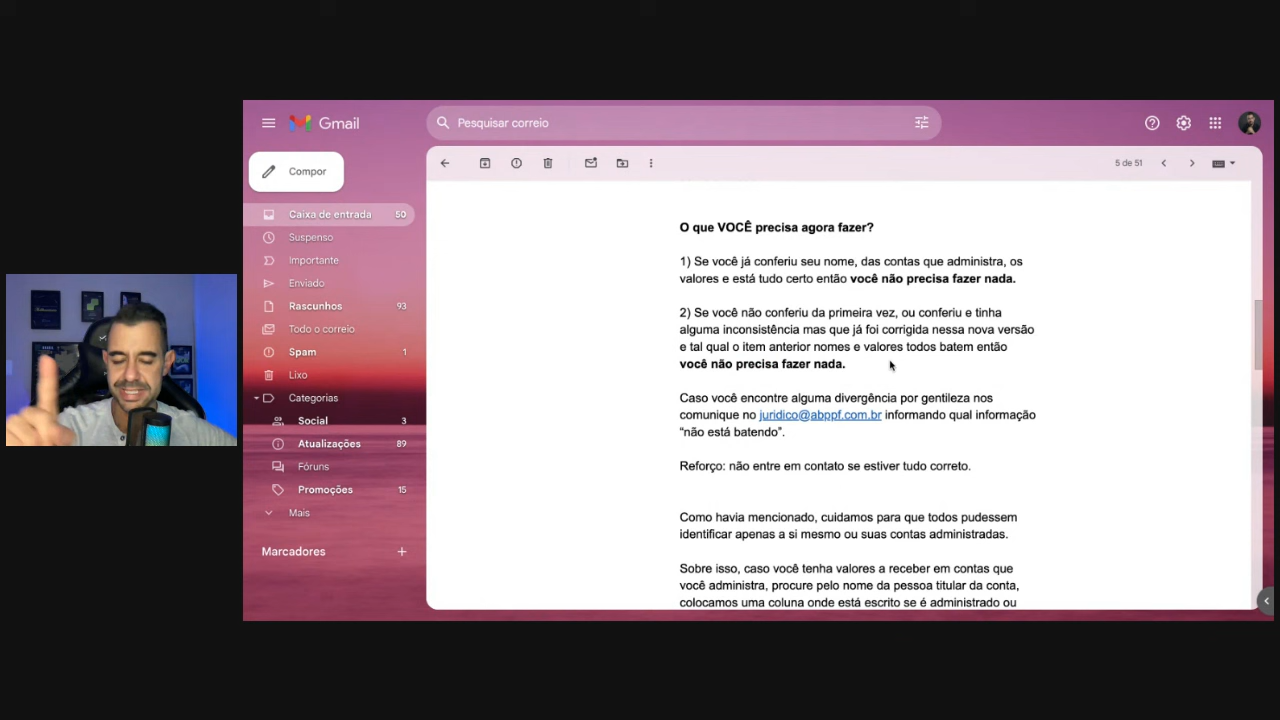 Gmail
Pesquisar correio
Compor
5 de 51
Caixa de entrada 50
Suspenso
Importante
Enviado
Rascunhos 93
Todo o correio
Spam 1
Lixo
Categorias
Social 3
Atualizações 89
Fóruns
Promoções 15
Mais
Marcadores
O que VOCÊ precisa agora fazer?
1) Se você já conferiu seu nome, das contas que administra, os
valores e está tudo certo então você não precisa fazer nada.
2) Se você não conferiu da primeira vez, ou conferiu e tinha
alguma inconsistência mas que já foi corrigida nessa nova versão
e tal qual o item anterior nomes e valores todos batem então
você não precisa fazer nada.
Caso você encontre alguma divergência por gentileza nos
comunique no juridico@abppf.com.br informando qual informação
“não está batendo”.
Reforço: não entre em contato se estiver tudo correto.
Como havia mencionado, cuidamos para que todos pudessem
identificar apenas a si mesmo ou suas contas administradas.
Sobre isso, caso você tenha valores a receber em contas que
você administra, procure pelo nome da pessoa titular da conta,
colocamos uma coluna onde está escrito se é administrado ou